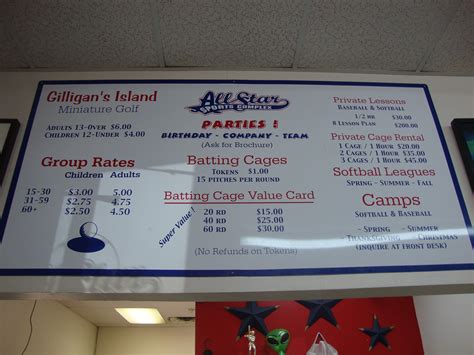 Gilligan's Island
Miniature Golf
Adults 13-Over $6.00
Children 12-Under $4.00
Group Rates
Children Adults
15-30 $3.00 5.00
31-59 $2.75 4.75
60+ $2.50 4.50
All Star
Sports Complex
Parties !
Birthday - Company - Team
(Ask for Brochure)
Batting Cages
Tokens $1.00
15 pitches per round
Batting Cage Value Card
Super Value !
20 RD $15.00
40 RD $25.00
60 RD $30.00
(No Refunds on Tokens)
Private Lessons
Baseball & Softball
1/2 HR $30.00
8 Lesson Plan $200.00
Private Cage Rental
1 Cage / 1 Hour $20.00
2 Cages / 1 Hour $35.00
3 Cages / 1 Hour $45.00
Softball Leagues
Spring - Summer - Fall
Camps
Softball & Baseball
- Spring - Summer
- Thanksgiving - Christmas
(Inquire at Front Desk)